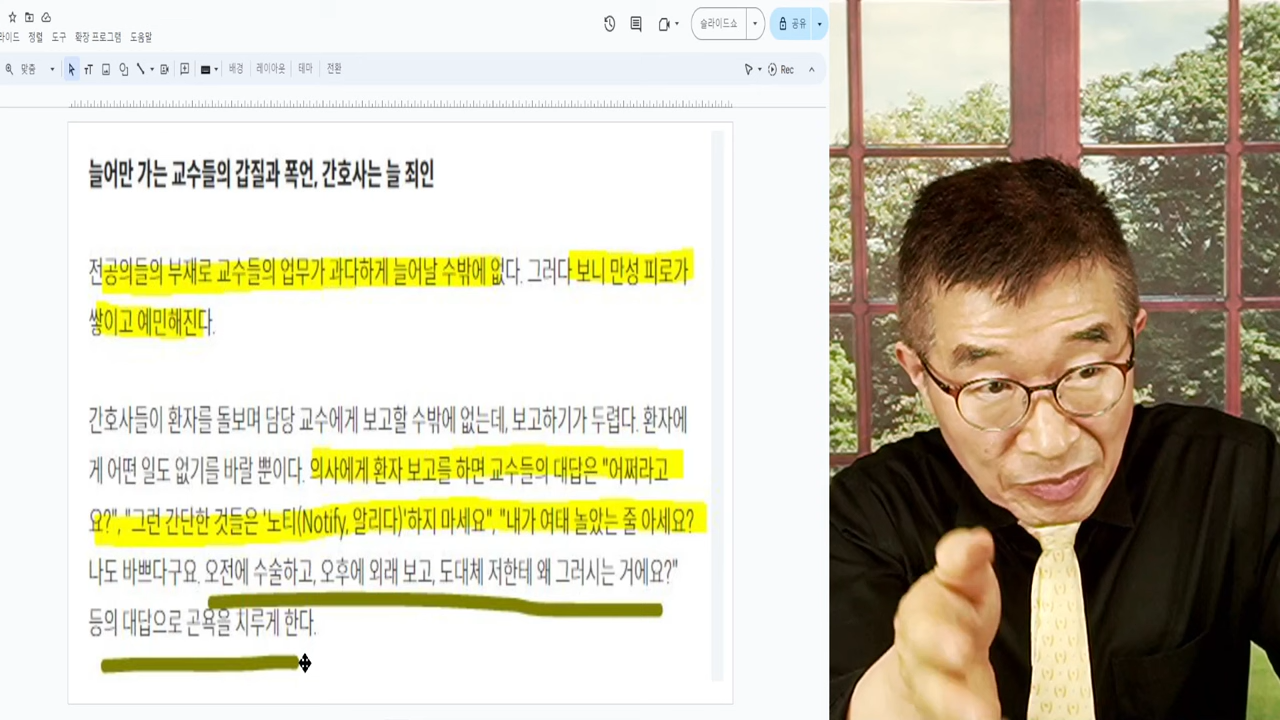 라이드 정렬 도구 확장 프로그램 도움말
슬라이드쇼
공유
맞춤
배경 레이아웃 테마 전환
Rec
늘어만 가는 교수들의 갑질과 폭언, 간호사는 늘 죄인
전공의들의 부재로 교수들의 업무가 과다하게 늘어날 수밖에 없다. 그러다 보니 만성 피로가
쌓이고 예민해진다.
간호사들이 환자를 돌보며 담당 교수에게 보고할 수밖에 없는데, 보고하기가 두렵다. 환자에
게 어떤 일도 없기를 바랄 뿐이다. 의사에게 환자 보고를 하면 교수들의 대답은 "어쩌라고
요?", "그런 간단한 것들은 '노티(Notify, 알리다)'하지 마세요", "내가 여태 놀았는 줄 아세요?
나도 바쁘다구요. 오전에 수술하고, 오후에 외래 보고, 도대체 저한테 왜 그러시는 거에요?"
등의 대답으로 곤욕을 치루게 한다.